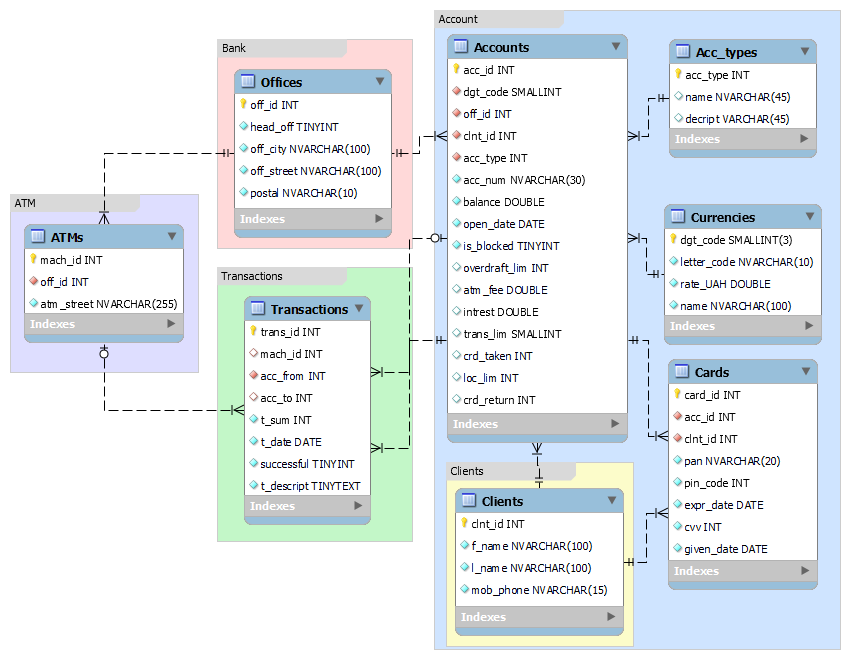 Account
Accounts
acc_id INT
dgt_code SMALLINT
off_id INT
clnt_id INT
acc_type INT
acc_num NVARCHAR(30)
balance DOUBLE
open_date DATE
is_blocked TINYINT
overdraft_lim INT
atm_fee DOUBLE
intrest DOUBLE
trans_lim SMALLINT
crd_taken INT
loc_lim INT
crd_return INT
Indexes
Acc_types
acc_type INT
name NVARCHAR(45)
decript VARCHAR(45)
Indexes
Bank
Offices
off_id INT
head_off TINYINT
off_city NVARCHAR(100)
off_street NVARCHAR(100)
postal NVARCHAR(10)
Indexes
ATM
ATMs
mach_id INT
off_id INT
atm_street NVARCHAR(255)
Indexes
Currencies
dgt_code SMALLINT(3)
letter_code NVARCHAR(10)
rate_UAH DOUBLE
name NVARCHAR(100)
Indexes
Transactions
Transactions
trans_id INT
mach_id INT
acc_from INT
acc_to INT
t_sum INT
t_date DATE
successful TINYINT
t_descript TINYTEXT
Indexes
Cards
card_id INT
acc_id INT
clnt_id INT
pan NVARCHAR(20)
pin_code INT
expr_date DATE
cvv INT
given_date DATE
Indexes
Clients
Clients
clnt_id INT
f_name NVARCHAR(100)
l_name NVARCHAR(100)
mob_phone NVARCHAR(15)
Indexes